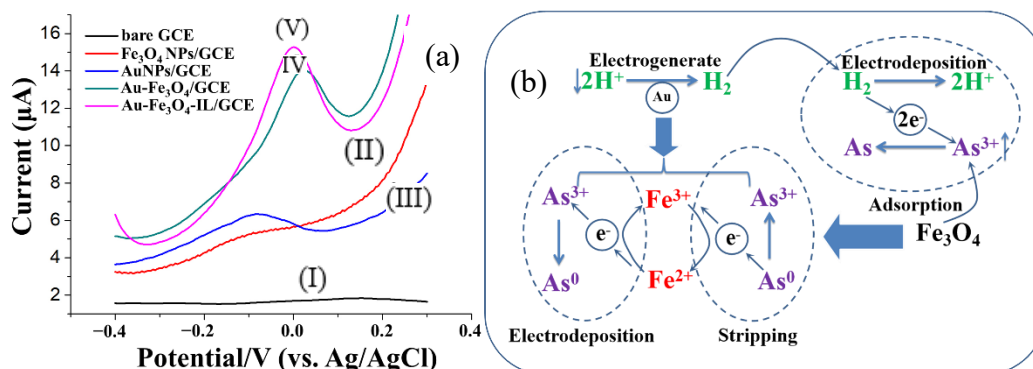 bare GCE
Fe₃O₄ NPs/GCE
AuNPs/GCE
Au-Fe₃O₄/GCE
Au-Fe₃O₄-IL/GCE
(a)
(V)
IV
(II)
(III)
(I)
Current (μA)
16
14
12
10
8
6
4
2
−0.4
−0.2
0.0
0.2
0.4
Potential/V (vs. Ag/AgCl)
(b)
Electrogenerate
2H⁺
H₂
Au
Electrodeposition
H₂
2H⁺
2e⁻
As
As³⁺
Adsorption
Fe₃O₄
As³⁺
Fe³⁺
As³⁺
e⁻
e⁻
As⁰
Fe²⁺
As⁰
Electrodeposition
Stripping